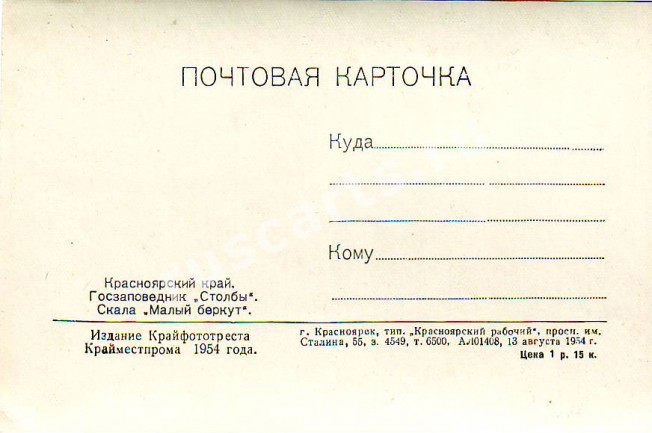 ПОЧТОВАЯ КАРТОЧКА
Куда
Кому
Красноярский край.
Госзаповедник „Столбы“.
Скала „Малый беркут“.
Издание Крайфототреста
Крайместпрома 1954 года.
г. Красноярск, тип. „Красноярский рабочий“, просп. им.
Сталина, 55, з. 4549, т. 6500, АЛ01408, 13 августа 1954 г.
Цена 1 р. 15 к.